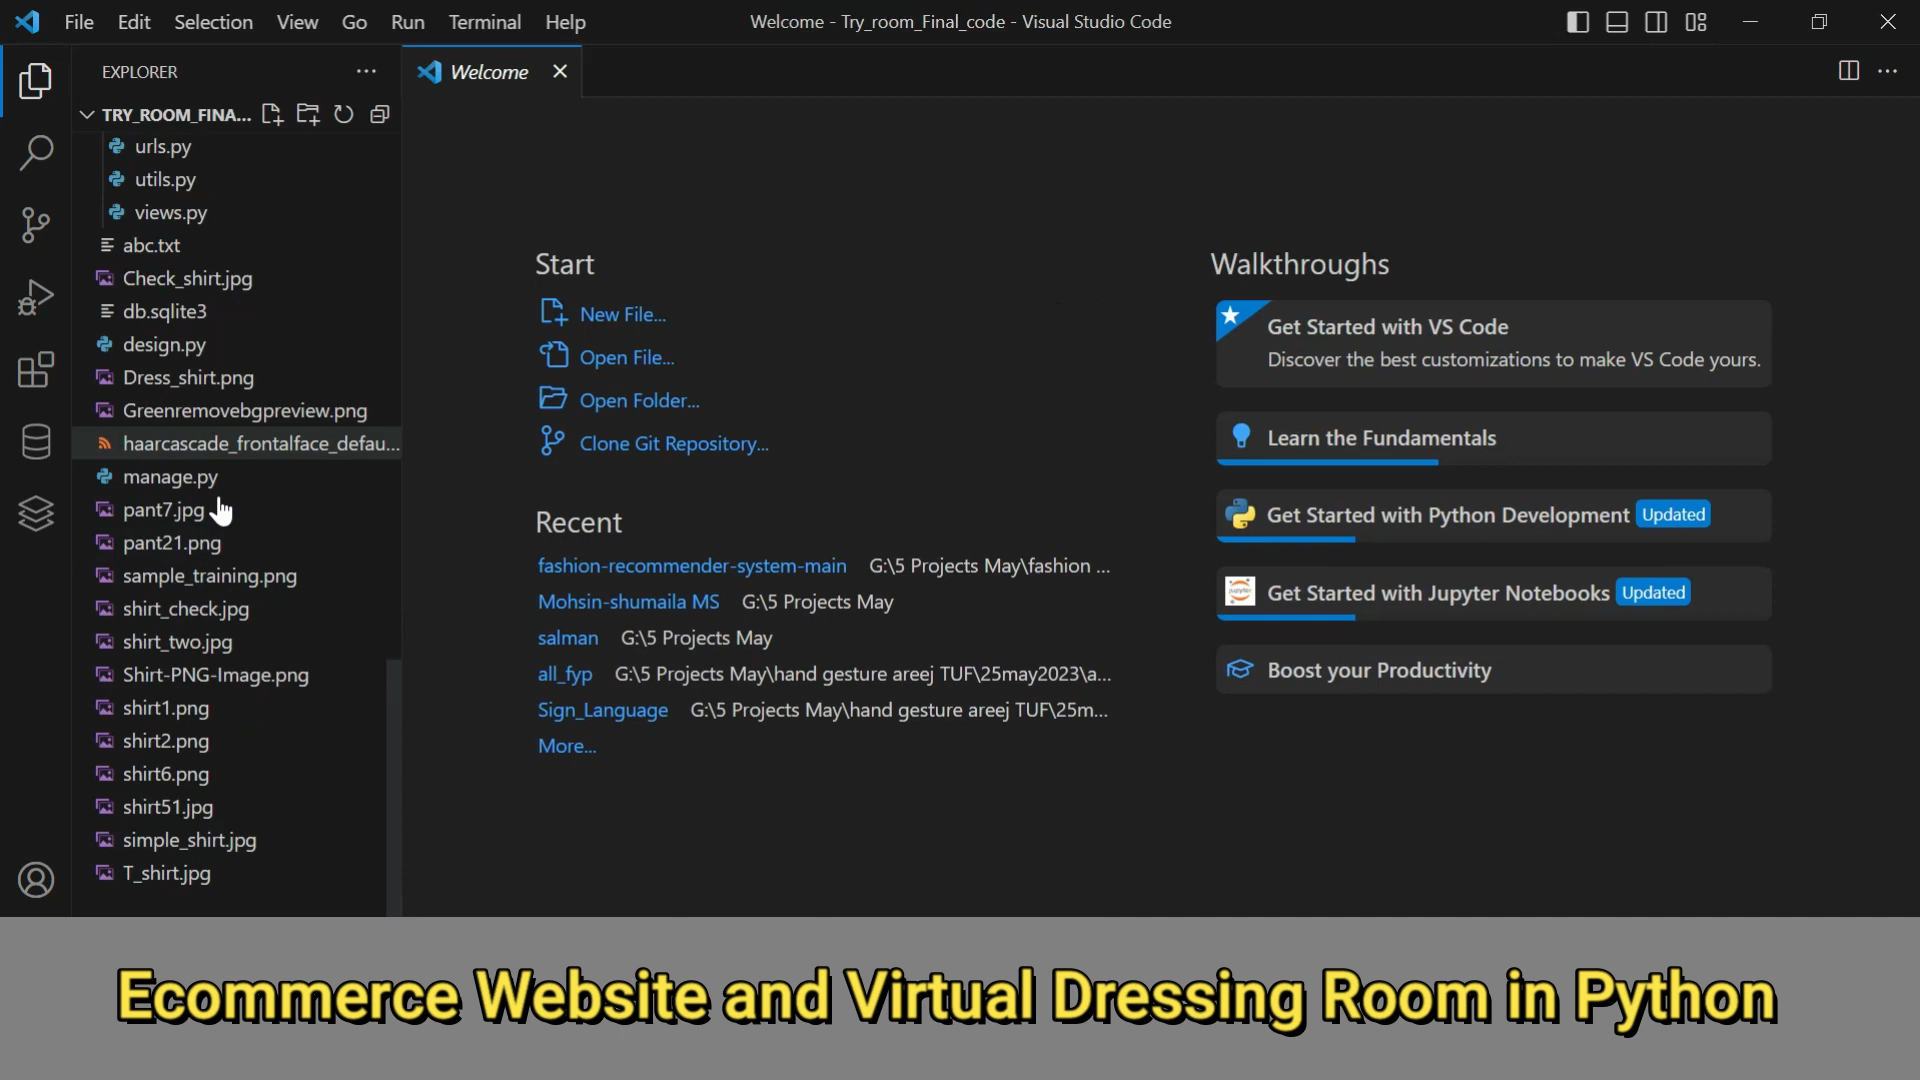 File Edit Selection View Go Run Terminal Help
Welcome - Try_room_Final_code - Visual Studio Code
EXPLORER
Welcome
TRY_ROOM_FINA...
urls.py
utils.py
views.py
abc.txt
Check_shirt.jpg
db.sqlite3
design.py
Dress_shirt.png
Greenremovebgpreview.png
haarcascade_frontalface_defau...
manage.py
pant7.jpg
pant21.png
sample_training.png
shirt_check.jpg
shirt_two.jpg
Shirt-PNG-Image.png
shirt1.png
shirt2.png
shirt6.png
shirt51.jpg
simple_shirt.jpg
T_shirt.jpg
Start
New File...
Open File...
Open Folder...
Clone Git Repository...
Recent
fashion-recommender-system-main G:\5 Projects May\fashion ...
Mohsin-shumaila MS G:\5 Projects May
salman G:\5 Projects May
all_fyp G:\5 Projects May\hand gesture areej TUF\25may2023\a...
Sign_Language G:\5 Projects May\hand gesture areej TUF\25m...
More...
Walkthroughs
Get Started with VS Code
Discover the best customizations to make VS Code yours.
Learn the Fundamentals
Get Started with Python Development Updated
Get Started with Jupyter Notebooks Updated
Boost your Productivity
Ecommerce Website and Virtual Dressing Room in Python